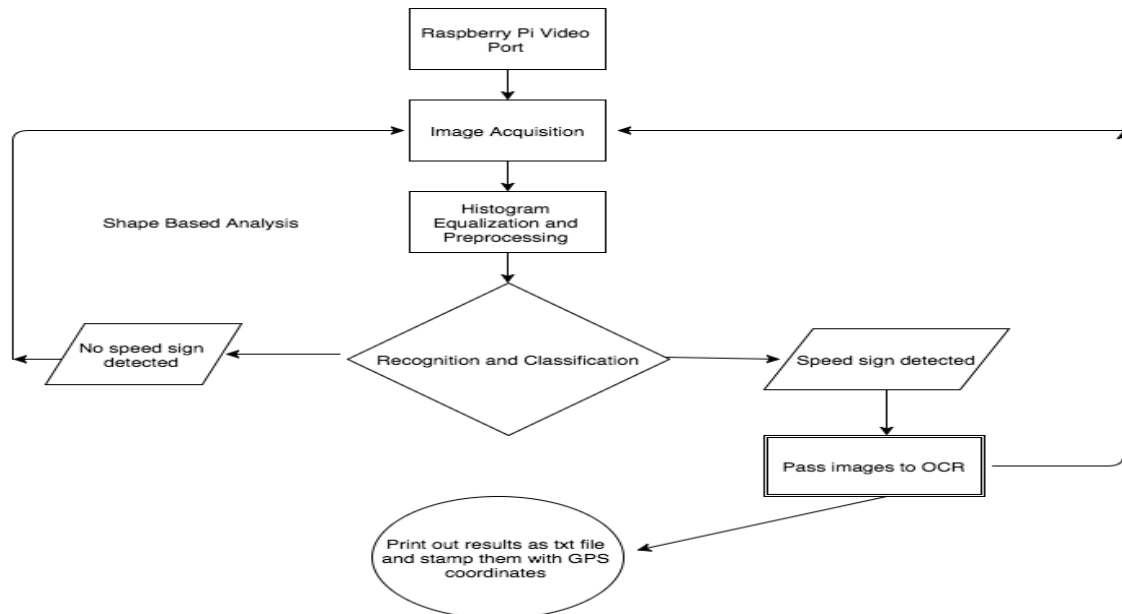 Raspberry Pi Video
Port
Image Acquisition
Histogram
Equalization and
Preprocessing
Shape Based Analysis
No speed sign
detected
Recognition and Classification
Speed sign detected
Pass images to OCR
Print out results as txt file
and stamp them with GPS
coordinates